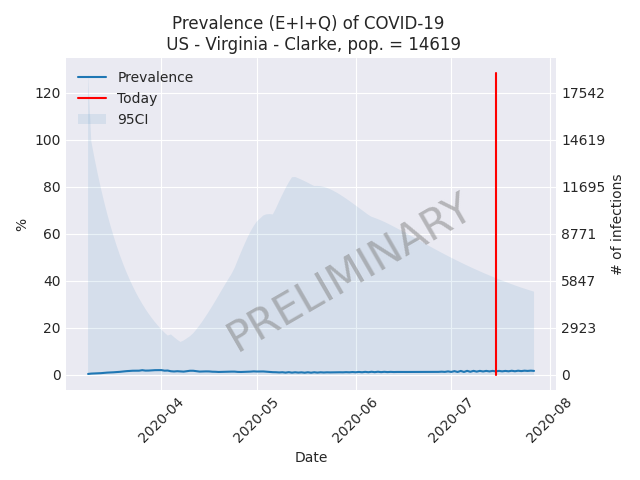 Prevalence (E+I+Q) of COVID-19
US - Virginia - Clarke, pop. = 14619
Prevalence
Today
95CI
120
100
80
60
40
20
0
%
17542
14619
11695
8771
5847
2923
0
# of infections
PRELIMINARY
2020-04
2020-05
2020-06
2020-07
2020-08
Date